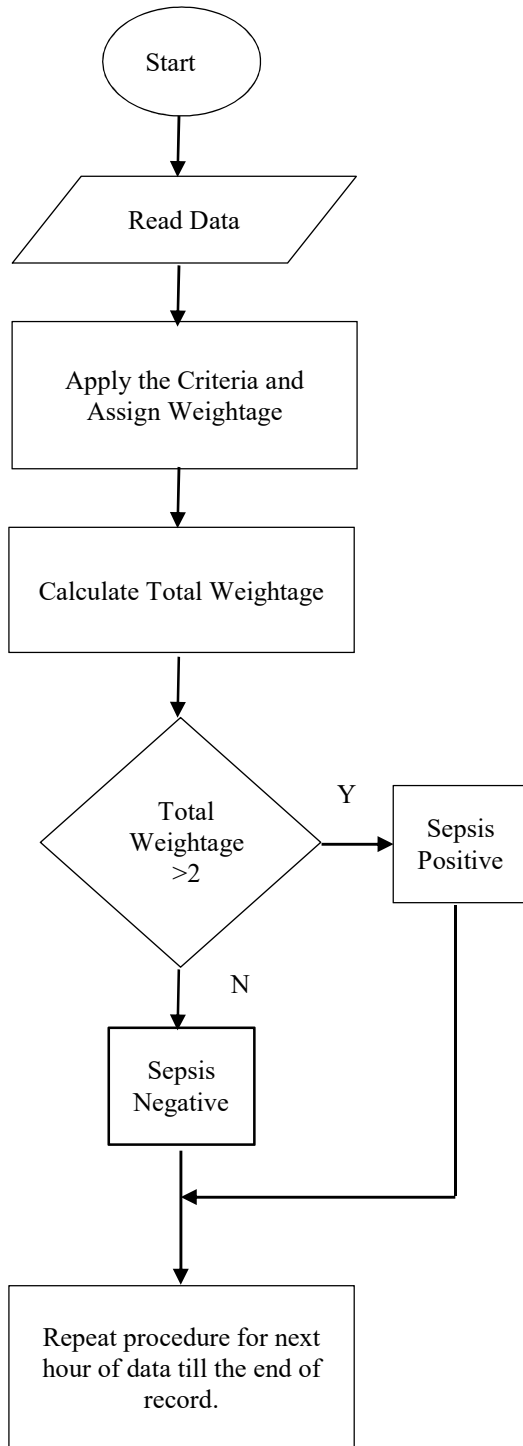 Start
Read Data
Apply the Criteria and
Assign Weightage
Calculate Total Weightage
Total
Weightage
>2
Y
Sepsis
Positive
N
Sepsis
Negative
Repeat procedure for next
hour of data till the end of
record.